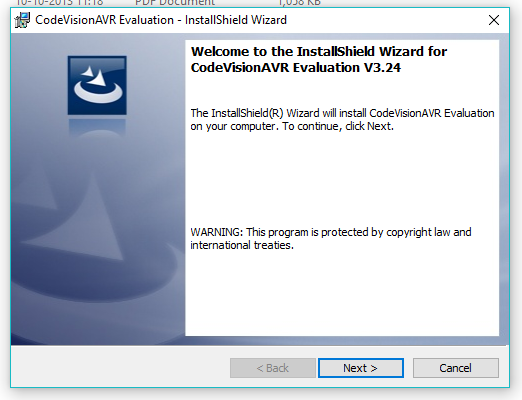 10-10-2013 11:18 PDF Document 1,058 KB
CodeVisionAVR Evaluation - InstallShield Wizard
Welcome to the InstallShield Wizard for
CodeVisionAVR Evaluation V3.24
The InstallShield(R) Wizard will install CodeVisionAVR Evaluation
on your computer. To continue, click Next.
WARNING: This program is protected by copyright law and
international treaties.
< Back Next > Cancel